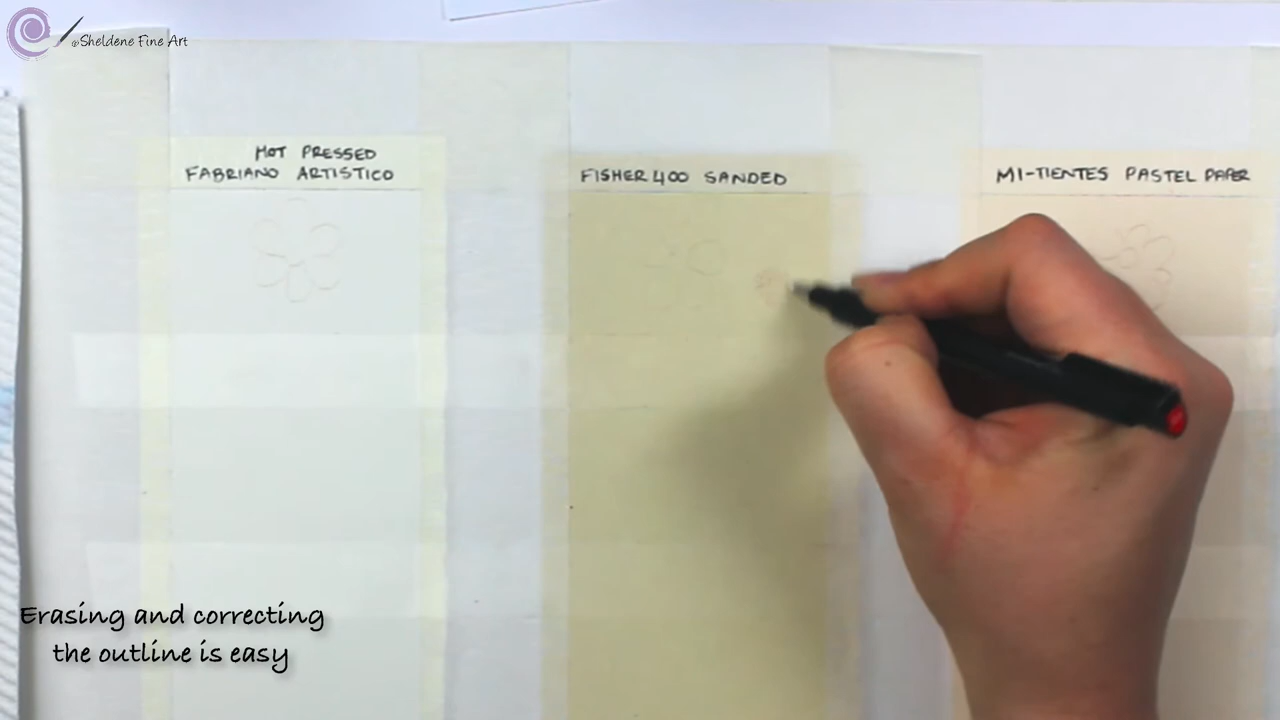 @Sheldene Fine Art
HOT PRESSED
FABRIANO ARTISTICO
FISHER 400 SANDED
MI-TIENTES PASTEL PAPER
Erasing and correcting
the outline is easy